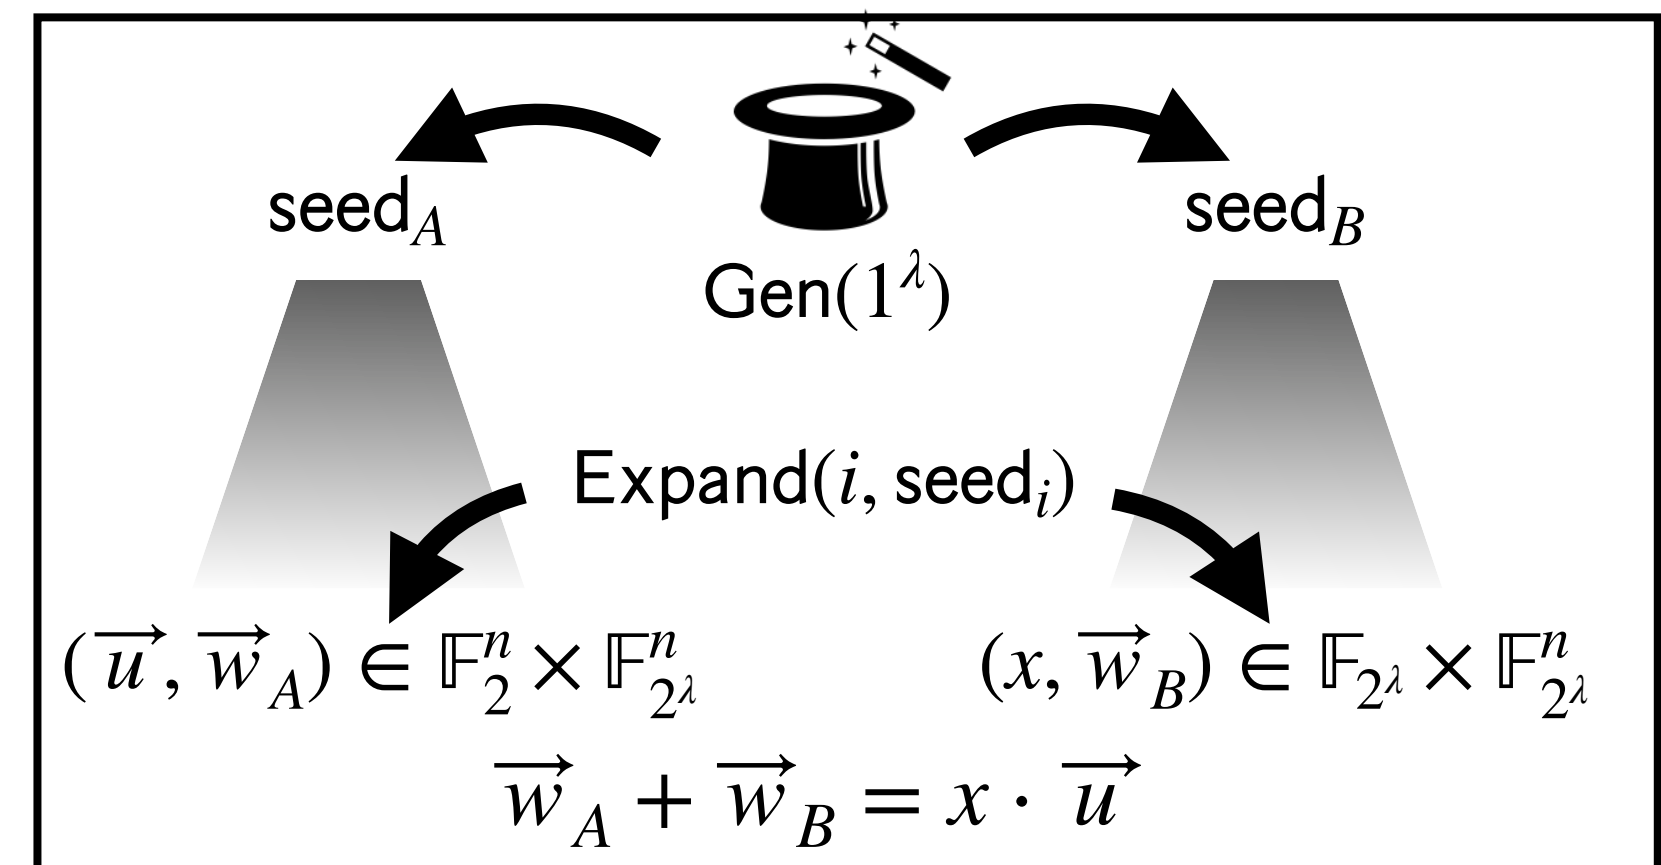 seed_A seed_B
Gen(1^λ)
Expand(i, seed_i)
(u⃗, w⃗_A) ∈ 𝔽_2^n × 𝔽_{2^λ}^n (x, w⃗_B) ∈ 𝔽_{2^λ} × 𝔽_{2^λ}^n
w⃗_A + w⃗_B = x · u⃗